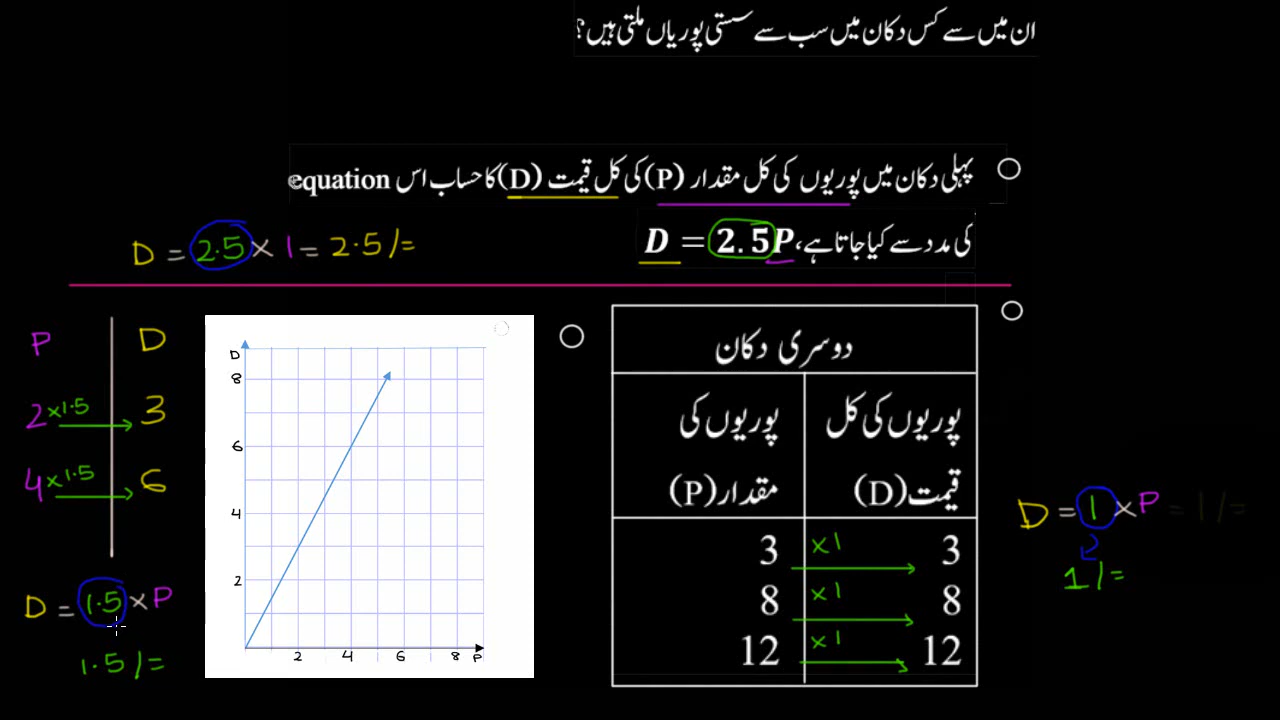 ان میں سے کس دکان میں سب سے سستی پوریاں ملتی ہیں؟
پہلی دکان میں پوریوں کی کل مقدار (P) کی کل قیمت (D) کا حساب اس equation
کی مدد سے کیا جاتا ہے، D = 2.5P
D = 2.5 × 1 = 2.5/=
P D
2 ×1.5 3
4 ×1.5 6
D = 1.5 × P
1.5/=
D
8
6
4
2
2 4 6 8 P
دوسری دکان
پوریوں کی کل قیمت (D)
پوریوں کی مقدار (P)
3 ×1 3
8 ×1 8
12 ×1 12
D = 1 × P = 1/=
1/=